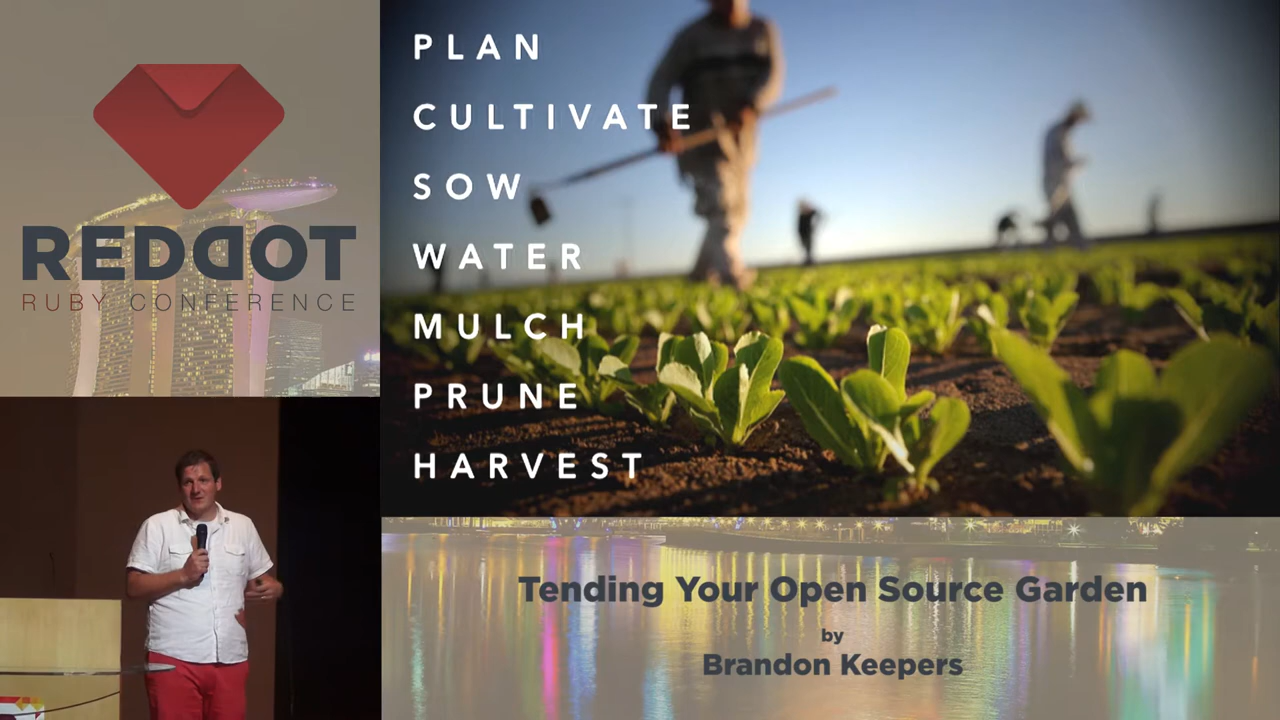 REDDOT
RUBY CONFERENCE
PLAN
CULTIVATE
SOW
WATER
MULCH
PRUNE
HARVEST
Tending Your Open Source Garden
by
Brandon Keepers